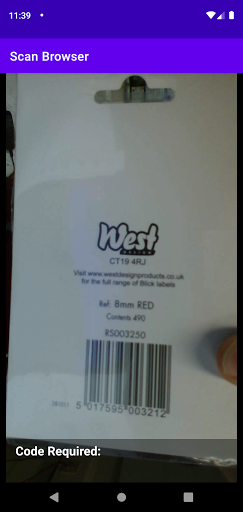 11:39
Scan Browser
West
DESIGN
CT19 4RJ
Visit www.westdesignproducts.co.uk
for the full range of Blick labels
Ref: 8mm RED
Contents 490
RS003250
5 017595 003212
Code Required: